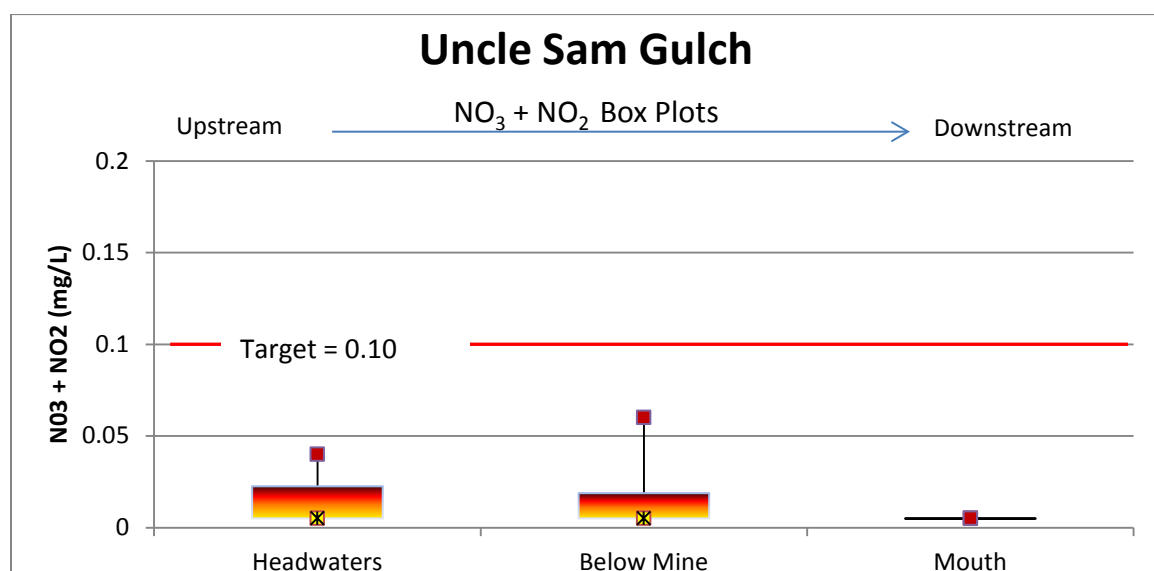 Uncle Sam Gulch
NO₃ + NO₂ Box Plots
Upstream
Downstream
N03 + NO2 (mg/L)
0.2
0.15
0.1
0.05
0
Target = 0.10
Headwaters
Below Mine
Mouth